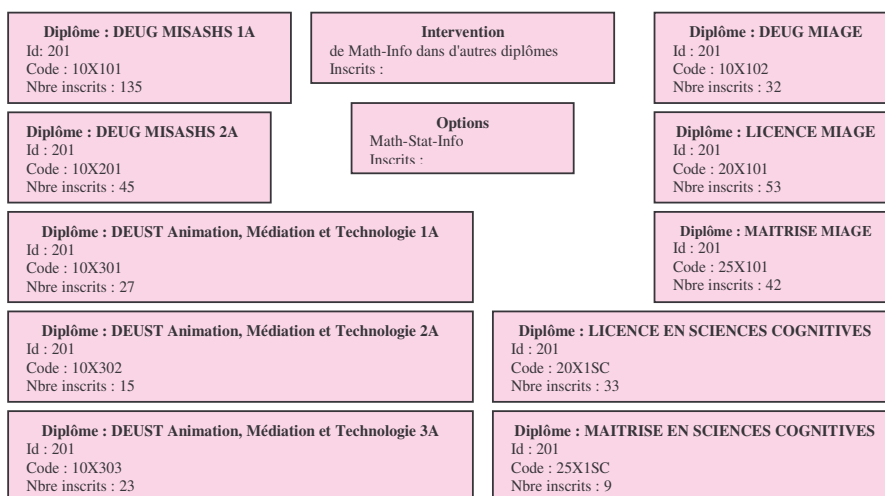 Diplôme : DEUG MISASHS 1A
Id: 201
Code : 10X101
Nbre inscrits : 135
Intervention
de Math-Info dans d'autres diplômes
Inscrits :
Diplôme : DEUG MIAGE
Id : 201
Code : 10X102
Nbre inscrits : 32
Diplôme : DEUG MISASHS 2A
Id : 201
Code : 10X201
Nbre inscrits : 45
Options
Math-Stat-Info
Inscrits :
Diplôme : LICENCE MIAGE
Id : 201
Code : 20X101
Nbre inscrits : 53
Diplôme : DEUST Animation, Médiation et Technologie 1A
Id : 201
Code : 10X301
Nbre inscrits : 27
Diplôme : MAITRISE MIAGE
Id : 201
Code : 25X101
Nbre inscrits : 42
Diplôme : DEUST Animation, Médiation et Technologie 2A
Id : 201
Code : 10X302
Nbre inscrits : 15
Diplôme : LICENCE EN SCIENCES COGNITIVES
Id : 201
Code : 20X1SC
Nbre inscrits : 33
Diplôme : DEUST Animation, Médiation et Technologie 3A
Id : 201
Code : 10X303
Nbre inscrits : 23
Diplôme : MAITRISE EN SCIENCES COGNITIVES
Id : 201
Code : 25X1SC
Nbre inscrits : 9